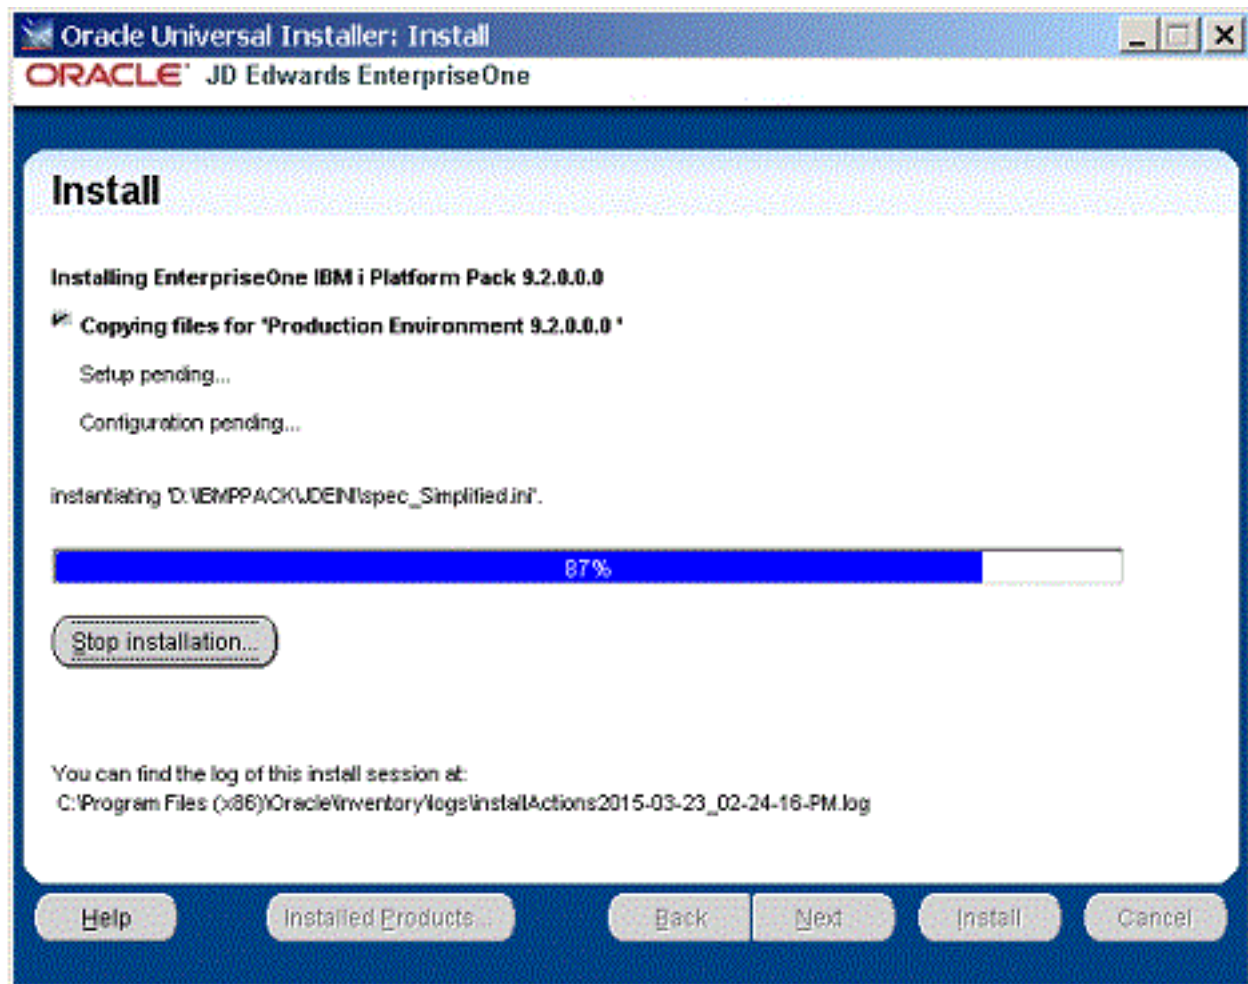 Oracle Universal Installer: Install
ORACLE JD Edwards EnterpriseOne
Install
Installing EnterpriseOne IBM i Platform Pack 9.2.0.0.0
Copying files for 'Production Environment 9.2.0.0.0 '
Setup pending...
Configuration pending...
instantiating 'D:\IBMPPACK\JDEINI\spec_Simplified.ini'.
87%
Stop installation...
You can find the log of this install session at:
C:\Program Files (x86)\Oracle\Inventory\logs\installActions2015-03-23_02-24-16-PM.log
Help Installed Products... Back Next Install Cancel